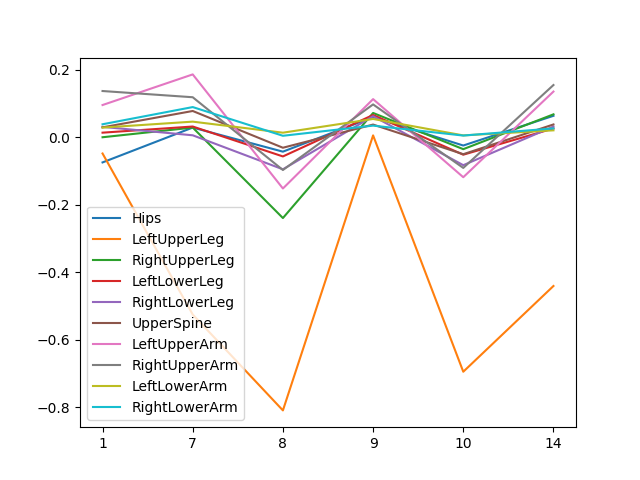 0.2
0.0
−0.2
−0.4
−0.6
−0.8
Hips
LeftUpperLeg
RightUpperLeg
LeftLowerLeg
RightLowerLeg
UpperSpine
LeftUpperArm
RightUpperArm
LeftLowerArm
RightLowerArm
1 7 8 9 10 14